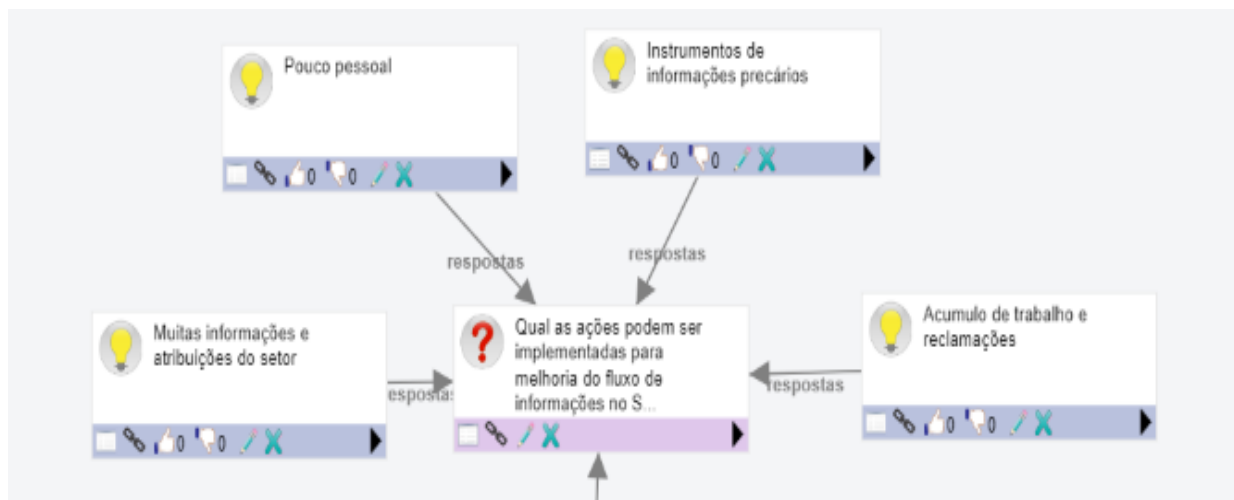 Pouco pessoal
0 0
Instrumentos de
informações precários
0 0
respostas
respostas
Muitas informações e
atribuições do setor
0 0
respostas
Qual as ações podem ser
implementadas para
melhoria do fluxo de
informações no S...
respostas
Acumulo de trabalho e
reclamações
0 0